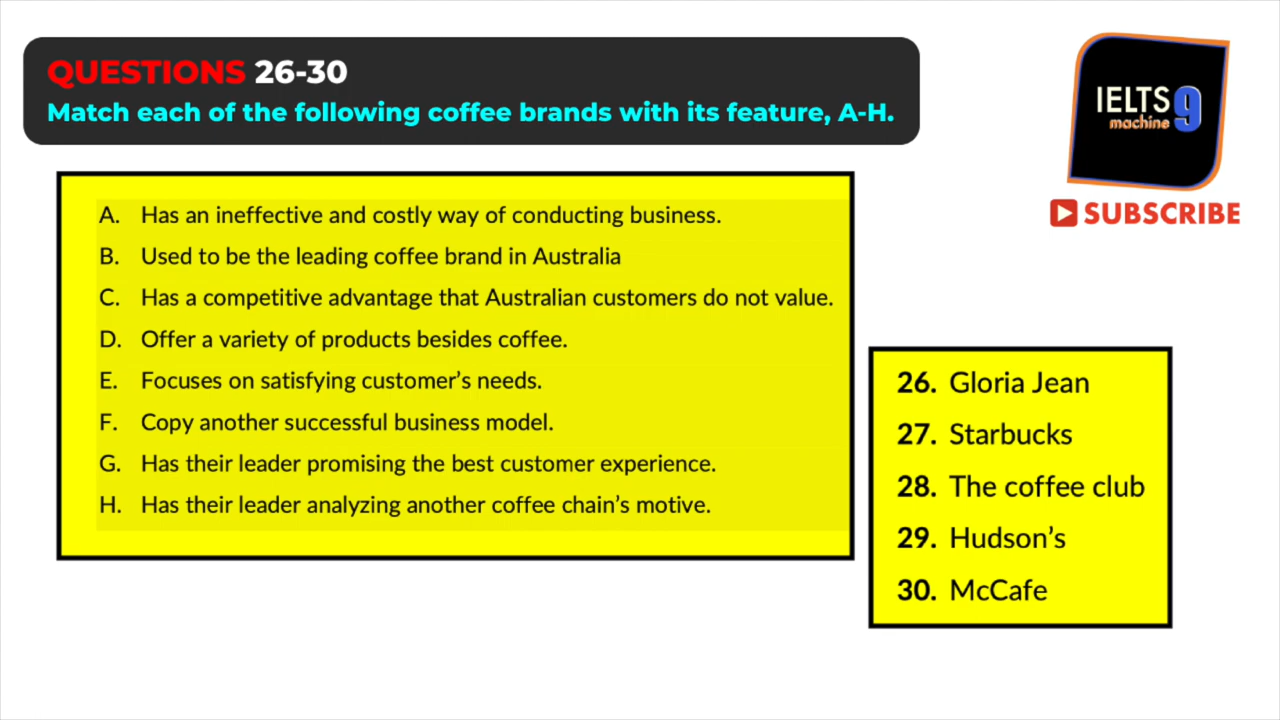 QUESTIONS 26-30
Match each of the following coffee brands with its feature, A-H.
IELTS 9
machine
SUBSCRIBE
A. Has an ineffective and costly way of conducting business.
B. Used to be the leading coffee brand in Australia
C. Has a competitive advantage that Australian customers do not value.
D. Offer a variety of products besides coffee.
E. Focuses on satisfying customer’s needs.
F. Copy another successful business model.
G. Has their leader promising the best customer experience.
H. Has their leader analyzing another coffee chain’s motive.
26. Gloria Jean
27. Starbucks
28. The coffee club
29. Hudson’s
30. McCafe